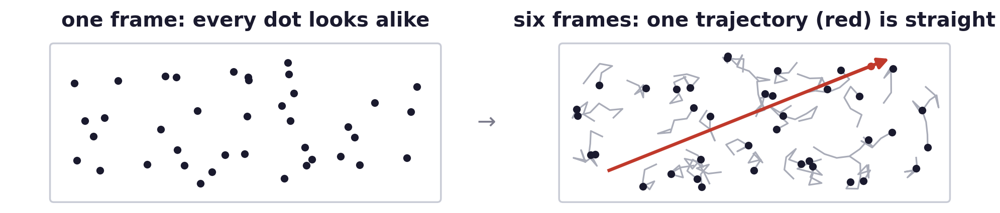 one frame: every dot looks alike
six frames: one trajectory (red) is straight
→